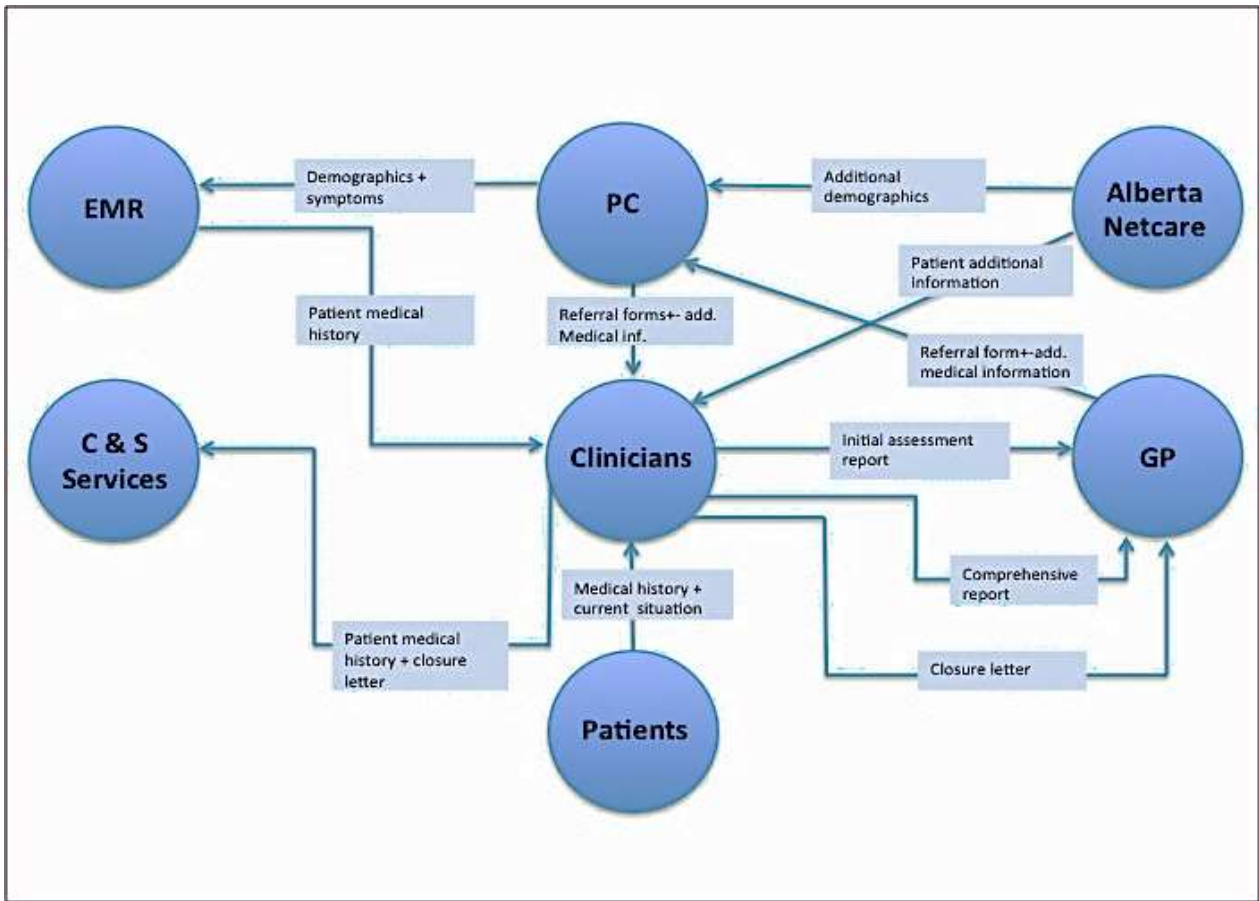 EMR
Demographics +
symptoms
PC
Additional
demographics
Alberta
Netcare
Patient additional
information
Patient medical
history
Referral forms+- add.
Medical inf.
Referral form+-add.
medical information
C & S
Services
Clinicians
Initial assessment
report
GP
Medical history +
current situation
Comprehensive
report
Patient medical
history + closure
letter
Closure letter
Patients